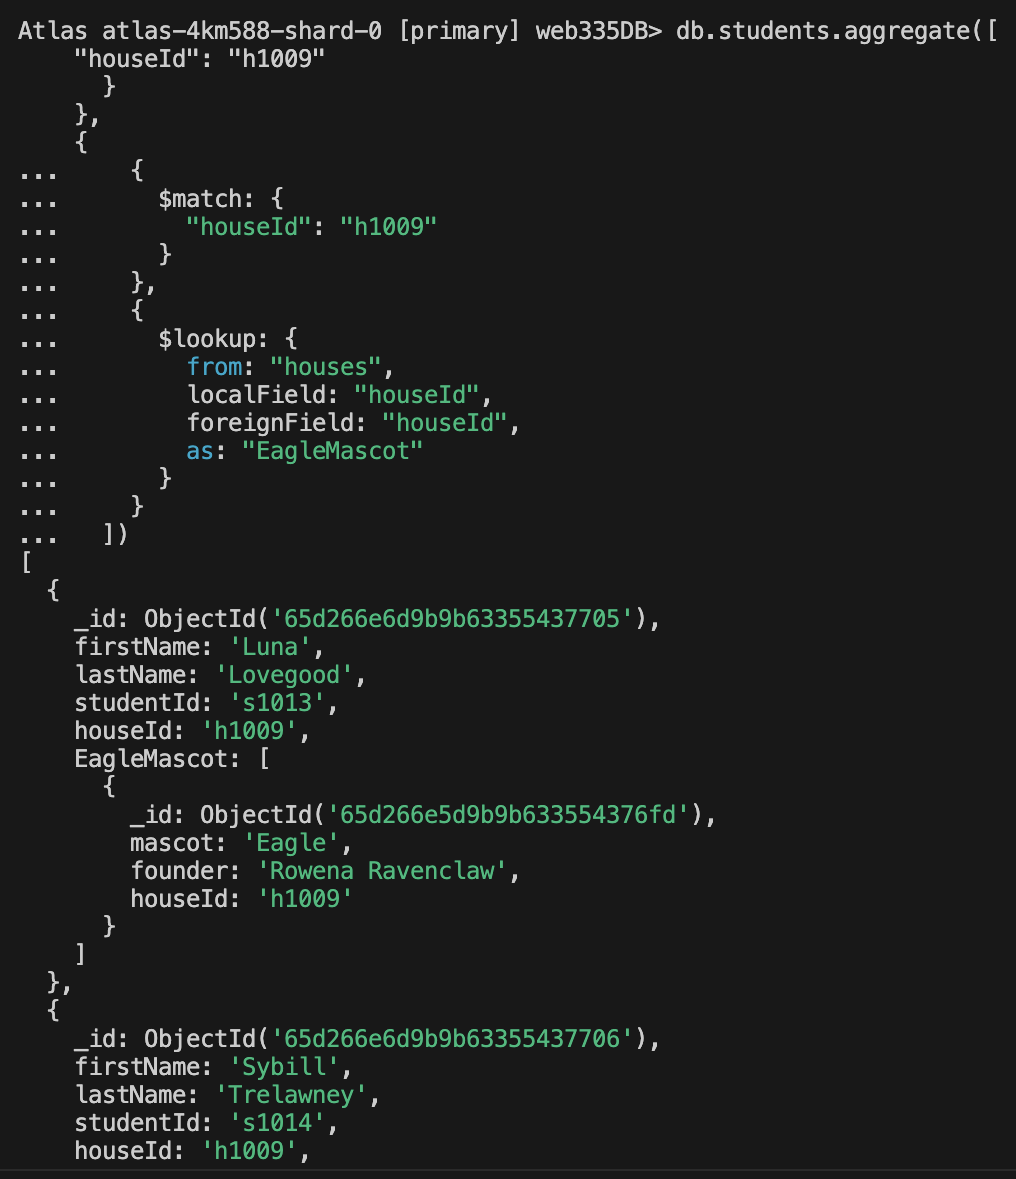 Atlas atlas-4km588-shard-0 [primary] web335DB> db.students.aggregate([
    "houseId": "h1009"
      }
    },
    {
...     {
...       $match: {
...         "houseId": "h1009"
...       }
...     },
...     {
...       $lookup: {
...         from: "houses",
...         localField: "houseId",
...         foreignField: "houseId",
...         as: "EagleMascot"
...       }
...     }
...   ])
[
  {
    _id: ObjectId('65d266e6d9b9b63355437705'),
    firstName: 'Luna',
    lastName: 'Lovegood',
    studentId: 's1013',
    houseId: 'h1009',
    EagleMascot: [
      {
        _id: ObjectId('65d266e5d9b9b633554376fd'),
        mascot: 'Eagle',
        founder: 'Rowena Ravenclaw',
        houseId: 'h1009'
      }
    ]
  },
  {
    _id: ObjectId('65d266e6d9b9b63355437706'),
    firstName: 'Sybill',
    lastName: 'Trelawney',
    studentId: 's1014',
    houseId: 'h1009',